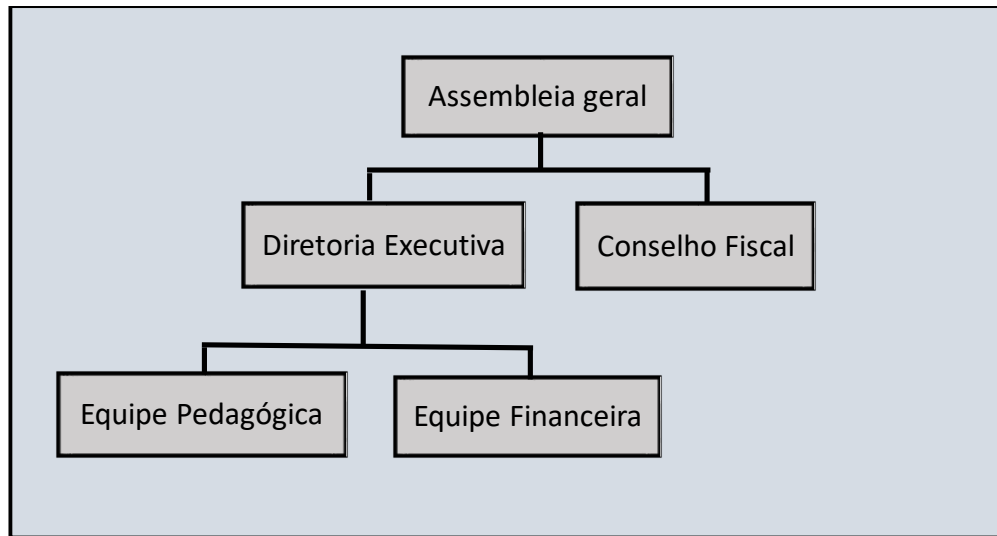 Assembleia geral
Diretoria Executiva
Conselho Fiscal
Equipe Pedagógica
Equipe Financeira